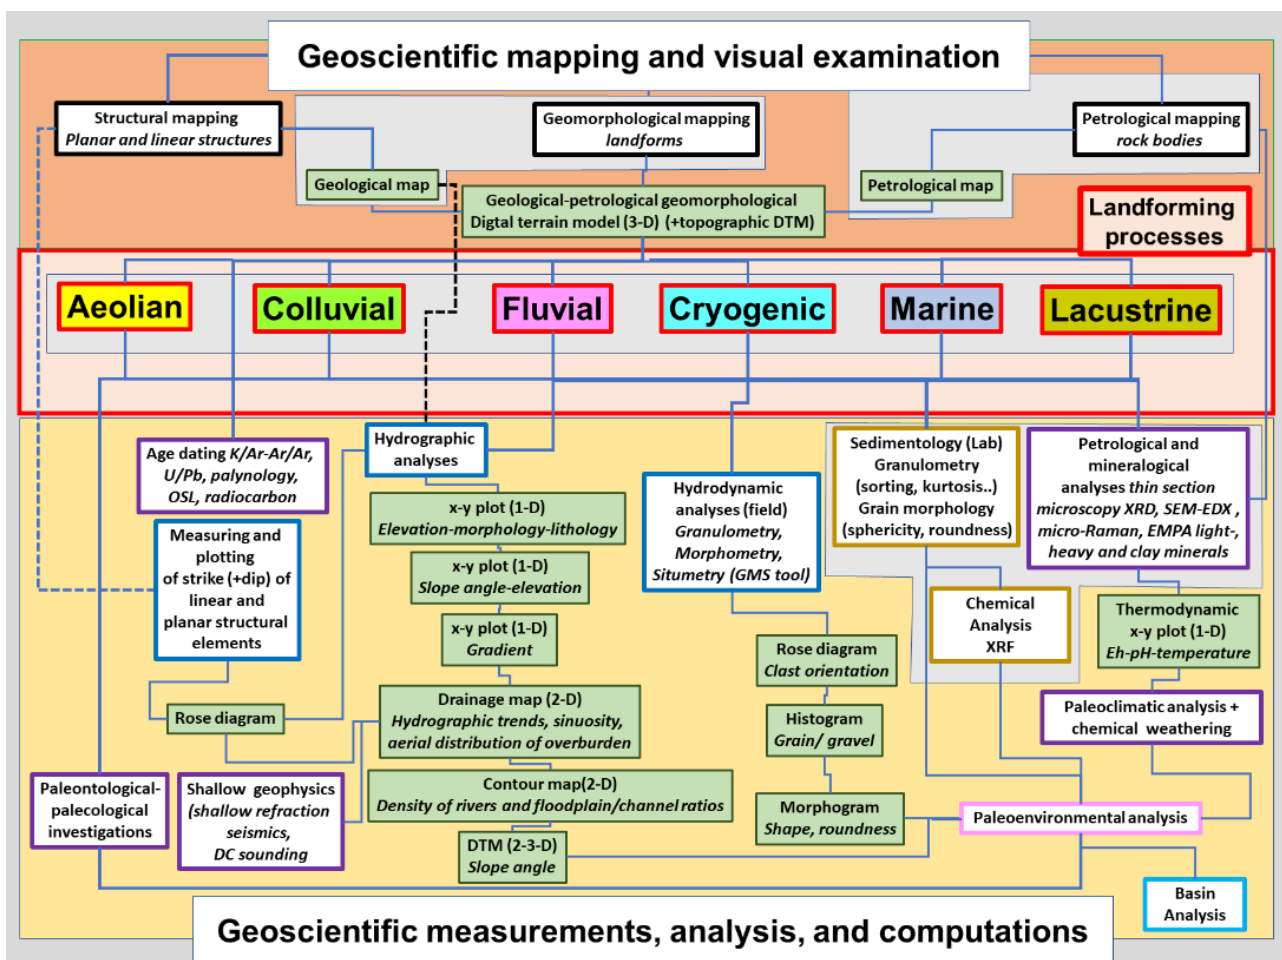 Geoscientific mapping and visual examination
Structural mapping
Planar and linear structures
Geomorphological mapping
landforms
Petrological mapping
rock bodies
Geological map
Petrological map
Geological-petrological geomorphological
Digtal terrain model (3-D) (+topographic DTM)
Landforming
processes
Aeolian
Colluvial
Fluvial
Cryogenic
Marine
Lacustrine
Age dating K/Ar-Ar/Ar,
U/Pb, palynology,
OSL, radiocarbon
Hydrographic
analyses
Sedimentology (Lab)
Granulometry
(sorting, kurtosis..)
Grain morphology
(sphericity, roundness)
Petrological and
mineralogical
analyses thin section
microscopy XRD, SEM-EDX ,
micro-Raman, EMPA light-,
heavy and clay minerals
Hydrodynamic
analyses (field)
Granulometry,
Morphometry,
Situmetry (GMS tool)
x-y plot (1-D)
Elevation-morphology-lithology
Measuring and
plotting
of strike (+dip) of
linear and
planar structural
elements
x-y plot (1-D)
Slope angle-elevation
x-y plot (1-D)
Gradient
Chemical
Analysis
XRF
Thermodynamic
x-y plot (1-D)
Eh-pH-temperature
Rose diagram
Clast orientation
Rose diagram
Drainage map (2-D)
Hydrographic trends, sinuosity,
aerial distribution of overburden
Histogram
Grain/ gravel
Paleoclimatic analysis +
chemical weathering
Paleontological-
palecological
investigations
Shallow geophysics
(shallow refraction
seismics,
DC sounding
Contour map(2-D)
Density of rivers and floodplain/channel ratios
Morphogram
Shape, roundness
Paleoenvironmental analysis
DTM (2-3-D)
Slope angle
Basin
Analysis
Geoscientific measurements, analysis, and computations